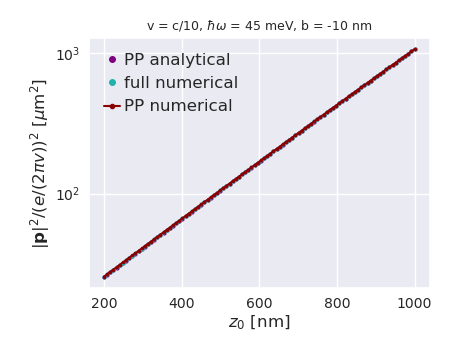 v = c/10, ℏω = 45 meV, b = -10 nm
10³
10²
|p|²/(e/(2πv))² [μm²]
PP analytical
full numerical
PP numerical
200 400 600 800 1000
z₀ [nm]